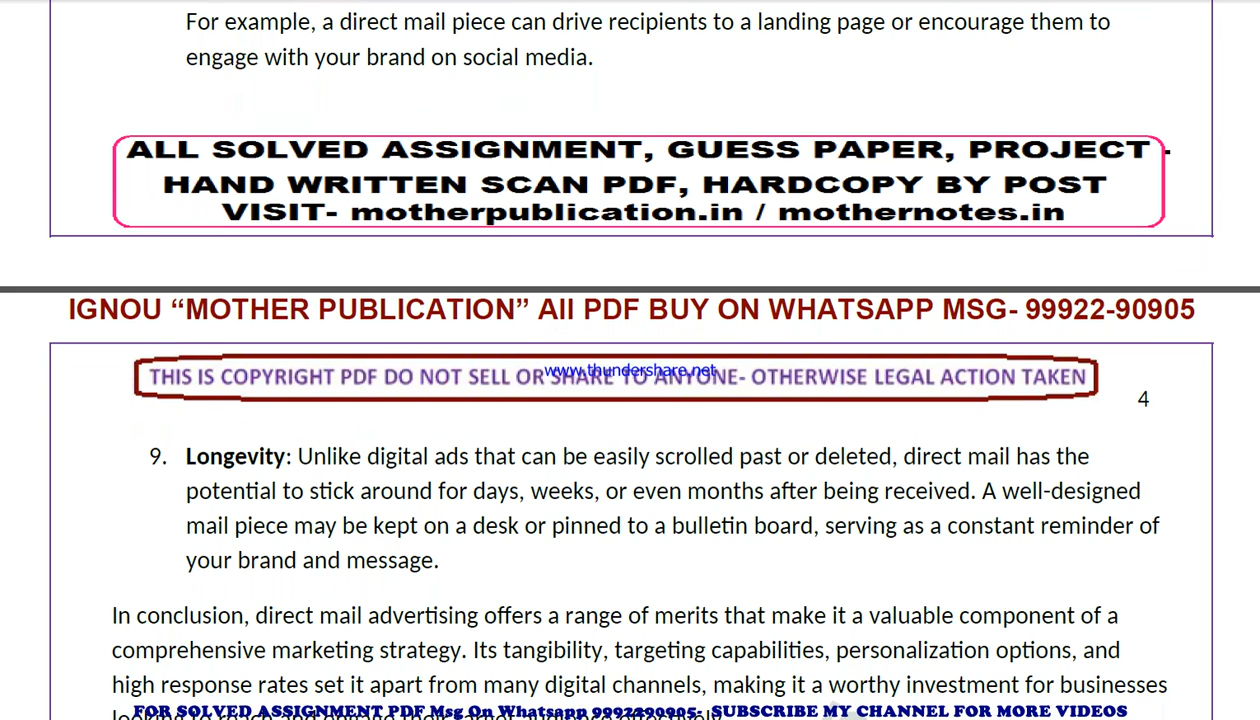 For example, a direct mail piece can drive recipients to a landing page or encourage them to
engage with your brand on social media.
ALL SOLVED ASSIGNMENT, GUESS PAPER, PROJECT -
HAND WRITTEN SCAN PDF, HARDCOPY BY POST
VISIT- motherpublication.in / mothernotes.in
IGNOU “MOTHER PUBLICATION” All PDF BUY ON WHATSAPP MSG- 99922-90905
www.thundershare.net
THIS IS COPYRIGHT PDF DO NOT SELL OR SHARE TO ANYONE- OTHERWISE LEGAL ACTION TAKEN
4
9. Longevity: Unlike digital ads that can be easily scrolled past or deleted, direct mail has the
potential to stick around for days, weeks, or even months after being received. A well-designed
mail piece may be kept on a desk or pinned to a bulletin board, serving as a constant reminder of
your brand and message.
In conclusion, direct mail advertising offers a range of merits that make it a valuable component of a
comprehensive marketing strategy. Its tangibility, targeting capabilities, personalization options, and
high response rates set it apart from many digital channels, making it a worthy investment for businesses
looking to reach and engage their target audience effectively.
FOR SOLVED ASSIGNMENT PDF Msg On Whatsapp 9992290905- SUBSCRIBE MY CHANNEL FOR MORE VIDEOS